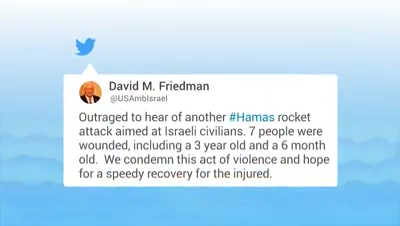 David M. Friedman
@USAmbIsrael
Outraged to hear of another #Hamas rocket
attack aimed at Israeli civilians. 7 people were
wounded, including a 3 year old and a 6 month
old.  We condemn this act of violence and hope
for a speedy recovery for the injured.